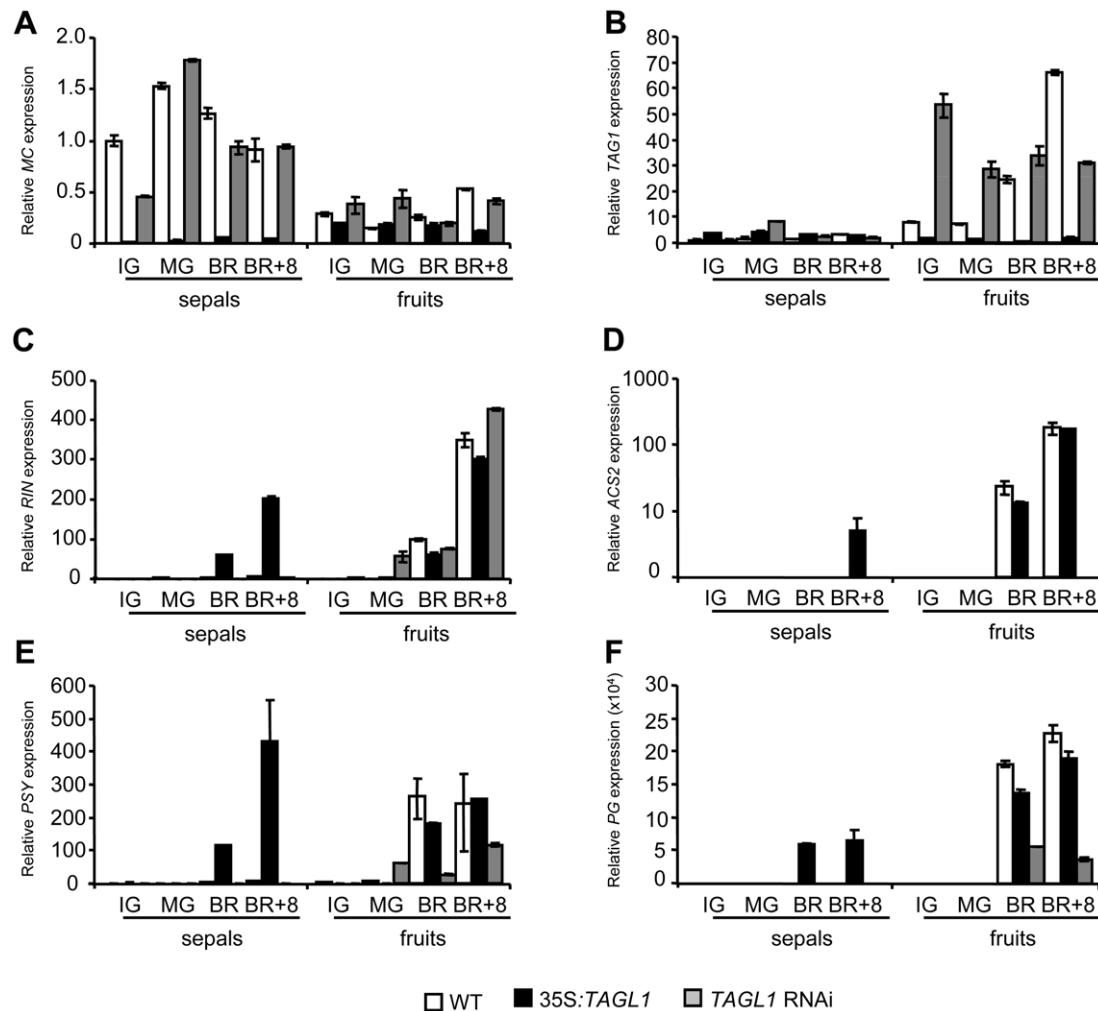 A
Relative MC expression
2.0
1.5
1.0
0.5
0
IG MG BR BR+8 IG MG BR BR+8
sepals fruits
B
Relative TAG1 expression
80
70
60
50
40
30
20
10
0
IG MG BR BR+8 IG MG BR BR+8
sepals fruits
C
Relative RIN expression
500
400
300
200
100
0
IG MG BR BR+8 IG MG BR BR+8
sepals fruits
D
Relative ACS2 expression
1000
100
10
0
IG MG BR BR+8 IG MG BR BR+8
sepals fruits
E
Relative PSY expression
600
500
400
300
200
100
0
IG MG BR BR+8 IG MG BR BR+8
sepals fruits
F
Relative PG expression (x10⁴)
30
25
20
15
10
5
0
IG MG BR BR+8 IG MG BR BR+8
sepals fruits
WT 35S:TAGL1 TAGL1 RNAi